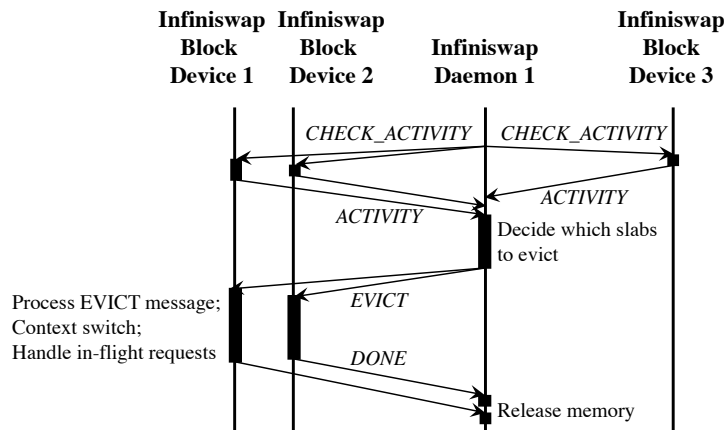 Infiniswap
Block
Device 1
Infiniswap
Block
Device 2
Infiniswap
Daemon 1
Infiniswap
Block
Device 3
CHECK_ACTIVITY
CHECK_ACTIVITY
ACTIVITY
ACTIVITY
Decide which slabs
to evict
Process EVICT message;
Context switch;
Handle in-flight requests
EVICT
DONE
Release memory